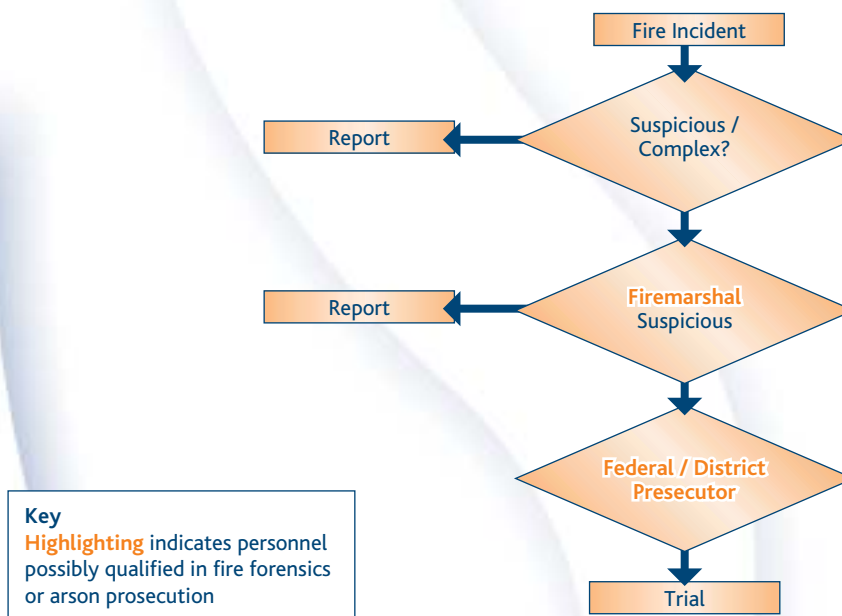 Fire Incident
Suspicious /
Complex?
Report
Firemarshal
Suspicious
Report
Federal / District
Presecutor
Key
Highlighting indicates personnel
possibly qualified in fire forensics
or arson prosecution
Trial